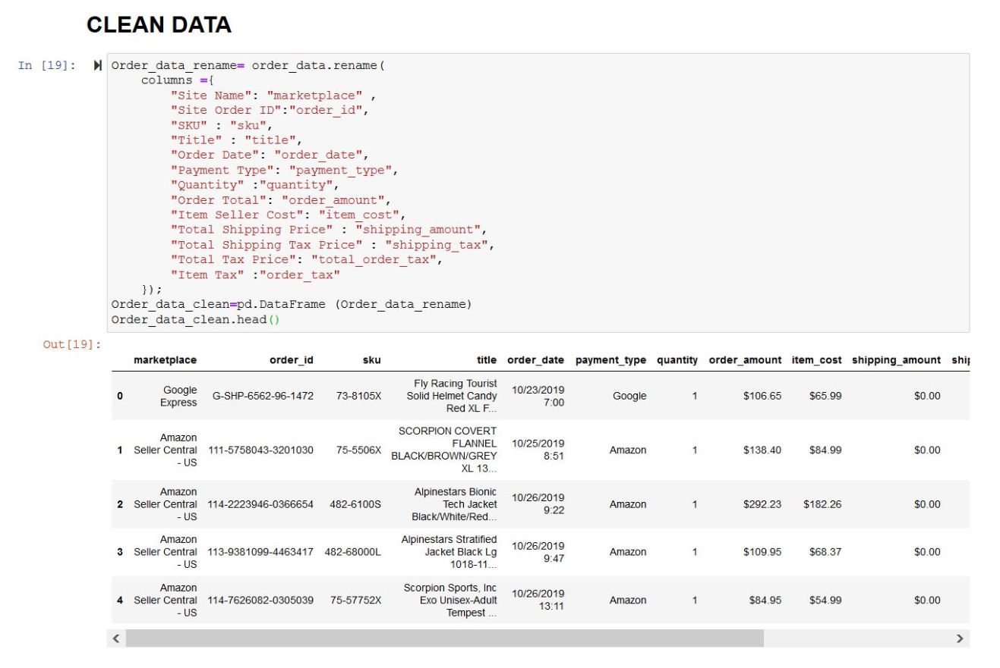 CLEAN DATA
In [19]:
Order_data_rename= order_data.rename(
columns ={
"Site Name": "marketplace" ,
"Site Order ID":"order_id",
"SKU" : "sku",
"Title" : "title",
"Order Date": "order_date",
"Payment Type": "payment_type",
"Quantity" :"quantity",
"Order Total": "order_amount",
"Item Seller Cost": "item_cost",
"Total Shipping Price" : "shipping_amount",
"Total Shipping Tax Price" : "shipping_tax",
"Total Tax Price": "total_order_tax",
"Item Tax" :"order_tax"
});
Order_data_clean=pd.DataFrame (Order_data_rename)
Order_data_clean.head()
Out[19]:
marketplace order_id sku title order_date payment_type quantity order_amount item_cost shipping_amount
0 Google Express G-SHP-6562-96-1472 73-8105X Fly Racing Tourist Solid Helmet Candy Red XL F... 10/23/2019 7:00 Google 1 $106.65 $65.99 $0.00
1 Amazon Seller Central - US 111-5758043-3201030 75-5506X SCORPION COVERT FLANNEL BLACK/BROWN/GREY XL 13... 10/25/2019 8:51 Amazon 1 $138.40 $84.99 $0.00
2 Amazon Seller Central - US 114-2223946-0366654 482-6100S Alpinestars Bionic Tech Jacket Black/White/Red... 10/26/2019 9:22 Amazon 1 $292.23 $182.26 $0.00
3 Amazon Seller Central - US 113-9381099-4463417 482-68000L Alpinestars Stratified Jacket Black Lg 1018-11... 10/26/2019 9:47 Amazon 1 $109.95 $68.37 $0.00
4 Amazon Seller Central - US 114-7626082-0305039 75-57752X Scorpion Sports, Inc Exo Unisex-Adult Tempest ... 10/26/2019 13:11 Amazon 1 $84.95 $54.99 $0.00